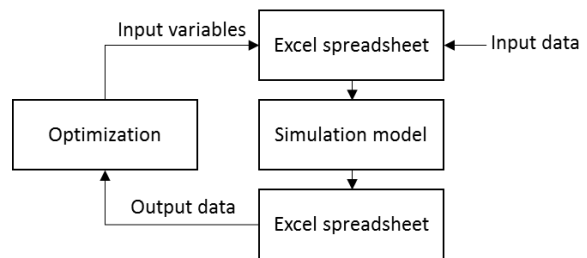 Input variables
Excel spreadsheet
Input data
Optimization
Simulation model
Output data
Excel spreadsheet